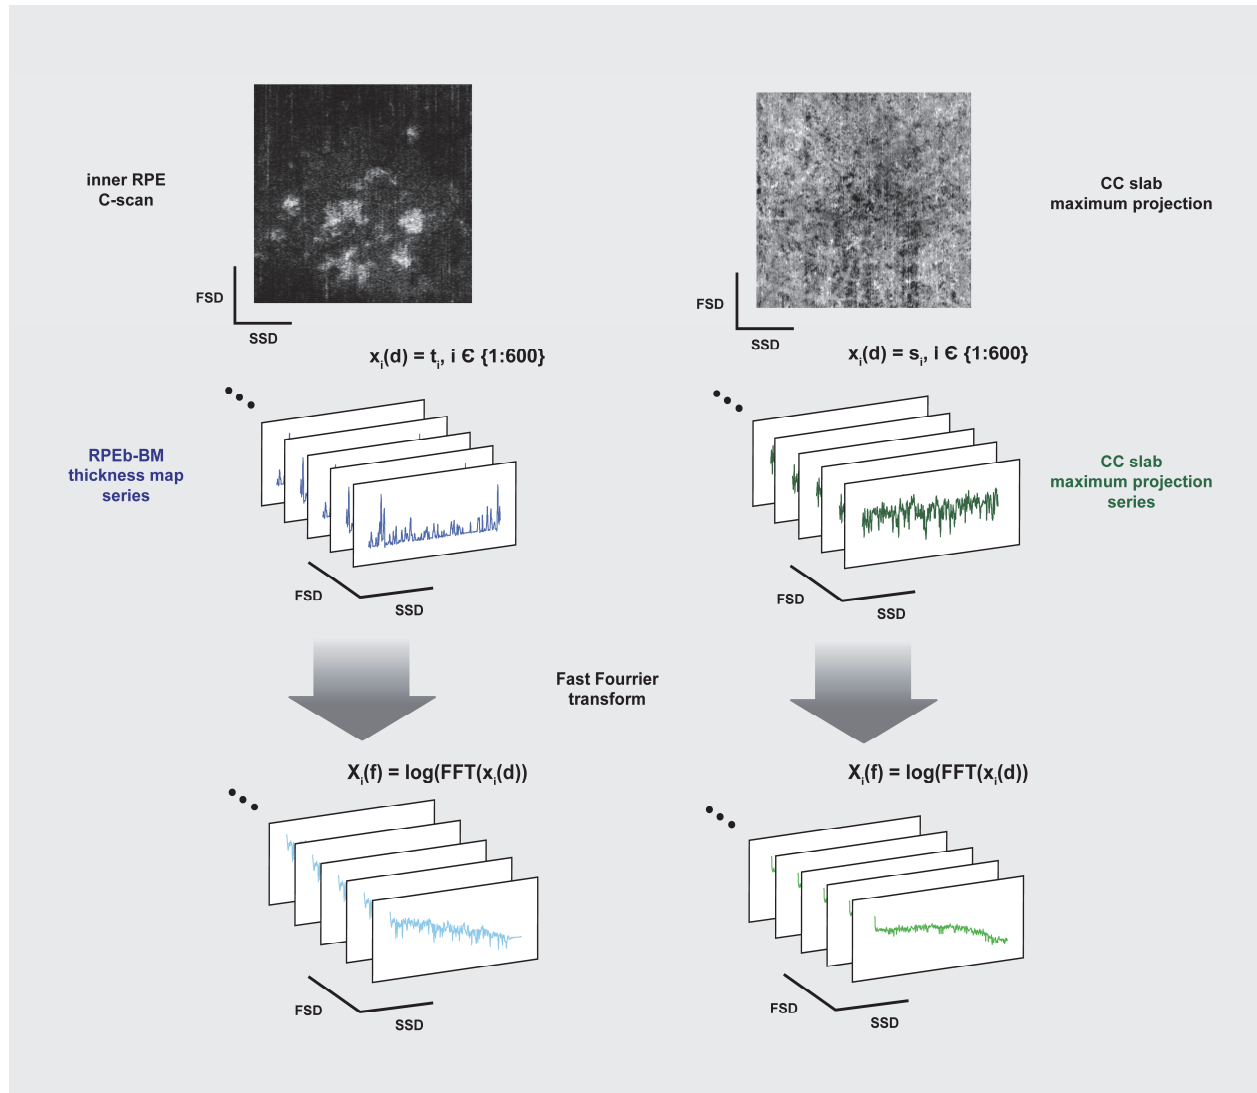 inner RPE
C-scan
CC slab
maximum projection
FSD
SSD
FSD
SSD
xi(d) = ti, i Є {1:600}
xi(d) = si, i Є {1:600}
RPEb-BM
thickness map
series
CC slab
maximum projection
series
FSD
SSD
FSD
SSD
Fast Fourrier
transform
Xi(f) = log(FFT(xi(d))
Xi(f) = log(FFT(xi(d))
FSD
SSD
FSD
SSD